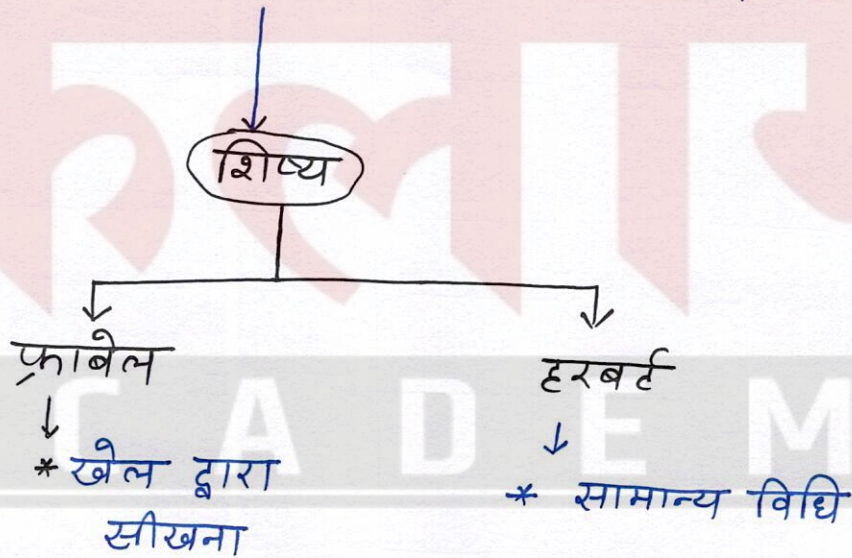 शिष्य
फ्राबेल
हरबर्ट
* खेल द्वारा
सीखना
* सामान्य विधि
C A D E M